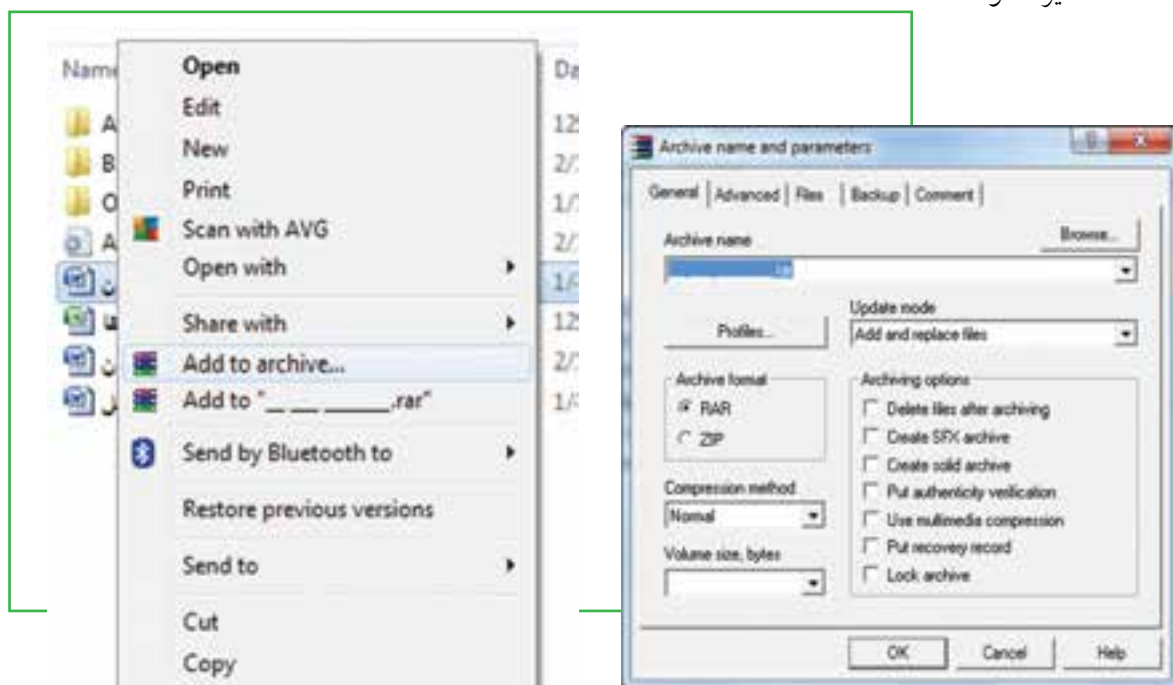 Name
Da
Open
Edit
New
Print
Scan with AVG
Open with
Share with
Add to archive...
Add to "__ ___ ______.rar"
Send by Bluetooth to
Restore previous versions
Send to
Cut
Copy
A
B
O
A
ن
ها
ن
ل
12
2/
1/
2/
1/
12
2/
1/
Archive name and parameters
General
Advanced
Files
Backup
Comment
Archive name
Browse...
Profiles...
Update mode
Add and replace files
Archive format
RAR
ZIP
Compression method
Normal
Volume size, bytes
Archiving options
Delete files after archiving
Create SFX archive
Create solid archive
Put authenticity verification
Use multimedia compression
Put recovery record
Lock archive
OK
Cancel
Help